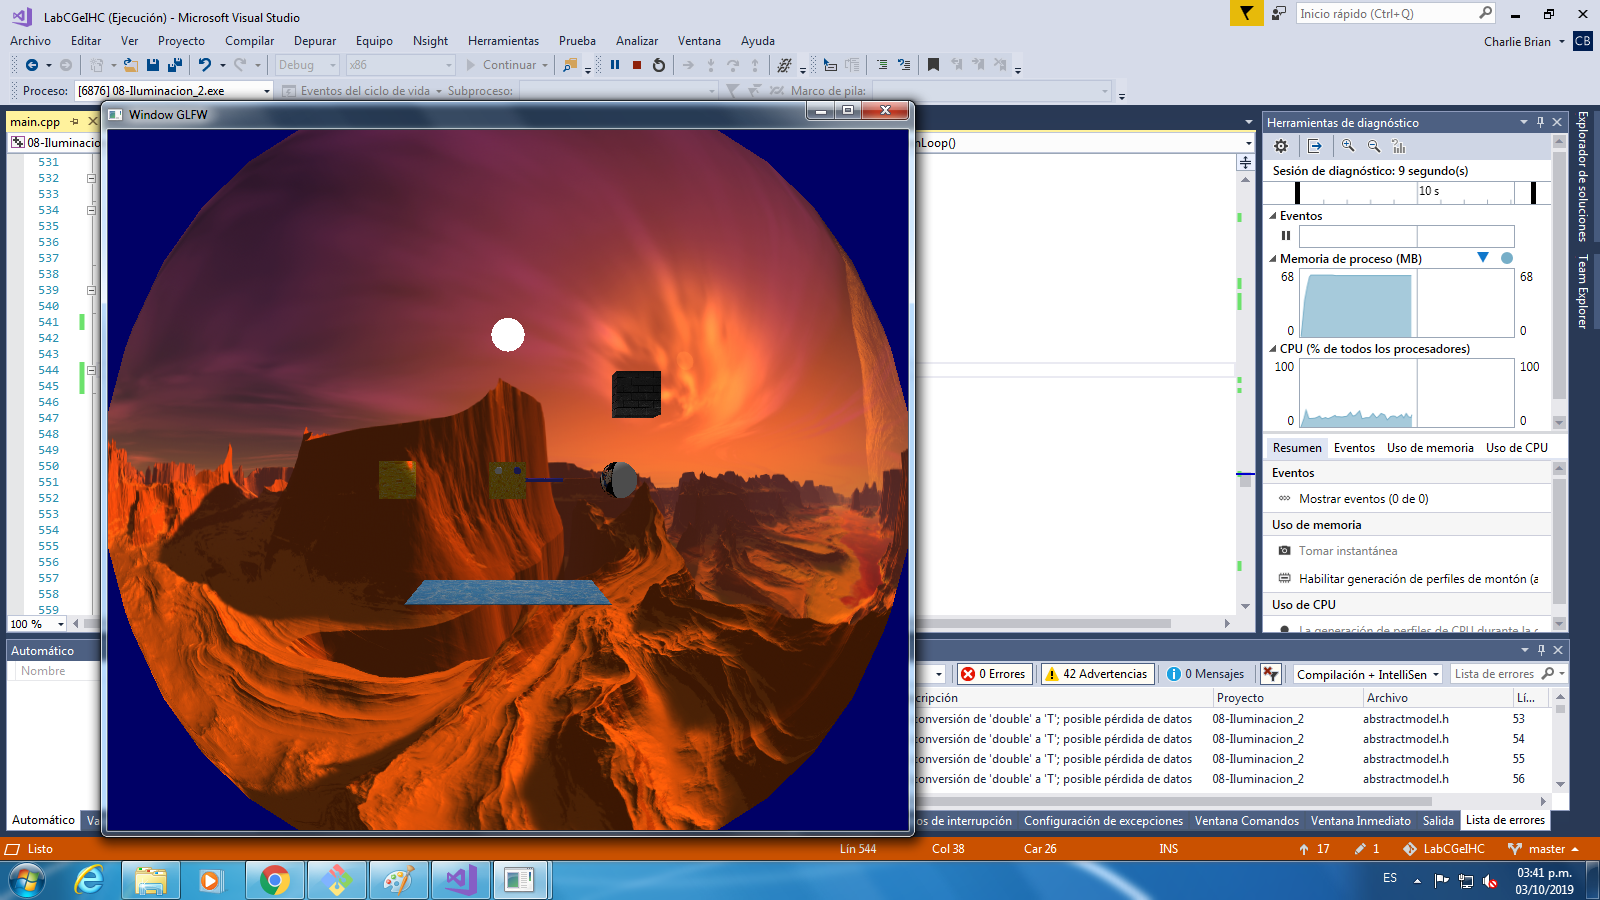 LabCGeIHC (Ejecución) - Microsoft Visual Studio
Inicio rápido (Ctrl+Q)
Archivo Editar Ver Proyecto Compilar Depurar Equipo Nsight Herramientas Prueba Analizar Ventana Ayuda
Charlie Brian CB
Debug x86 Continuar
Proceso: [6876] 08-Iluminacion_2.exe Eventos del ciclo de vida Subproceso: Marco de pila:
main.cpp
Window GLFW
08-Iluminacio
nLoop()
531
532
533
534
535
536
537
538
539
540
541
542
543
544
545
546
547
548
549
550
551
552
553
554
555
556
557
558
559
100 %
Herramientas de diagnóstico
Sesión de diagnóstico: 9 segundo(s)
10 s
Eventos
Memoria de proceso (MB)
68 68
0 0
CPU (% de todos los procesadores)
100 100
0 0
Resumen Eventos Uso de memoria Uso de CPU
Eventos
Mostrar eventos (0 de 0)
Uso de memoria
Tomar instantánea
Habilitar generación de perfiles de montón (a
Uso de CPU
La generación de perfiles de CPU durante la
Explorador de soluciones
Team Explorer
Automático
Nombre
Automático Va
0 Errores 42 Advertencias 0 Mensajes Compilación + IntelliSen Lista de errores
cripción Proyecto Archivo Lí...
conversión de 'double' a 'T'; posible pérdida de datos 08-Iluminacion_2 abstractmodel.h 53
conversión de 'double' a 'T'; posible pérdida de datos 08-Iluminacion_2 abstractmodel.h 54
conversión de 'double' a 'T'; posible pérdida de datos 08-Iluminacion_2 abstractmodel.h 55
conversión de 'double' a 'T'; posible pérdida de datos 08-Iluminacion_2 abstractmodel.h 56
os de interrupción Configuración de excepciones Ventana Comandos Ventana Inmediato Salida Lista de errores
Listo Lín 544 Col 38 Car 26 INS 17 1 LabCGeIHC master
ES
03:41 p.m.
03/10/2019